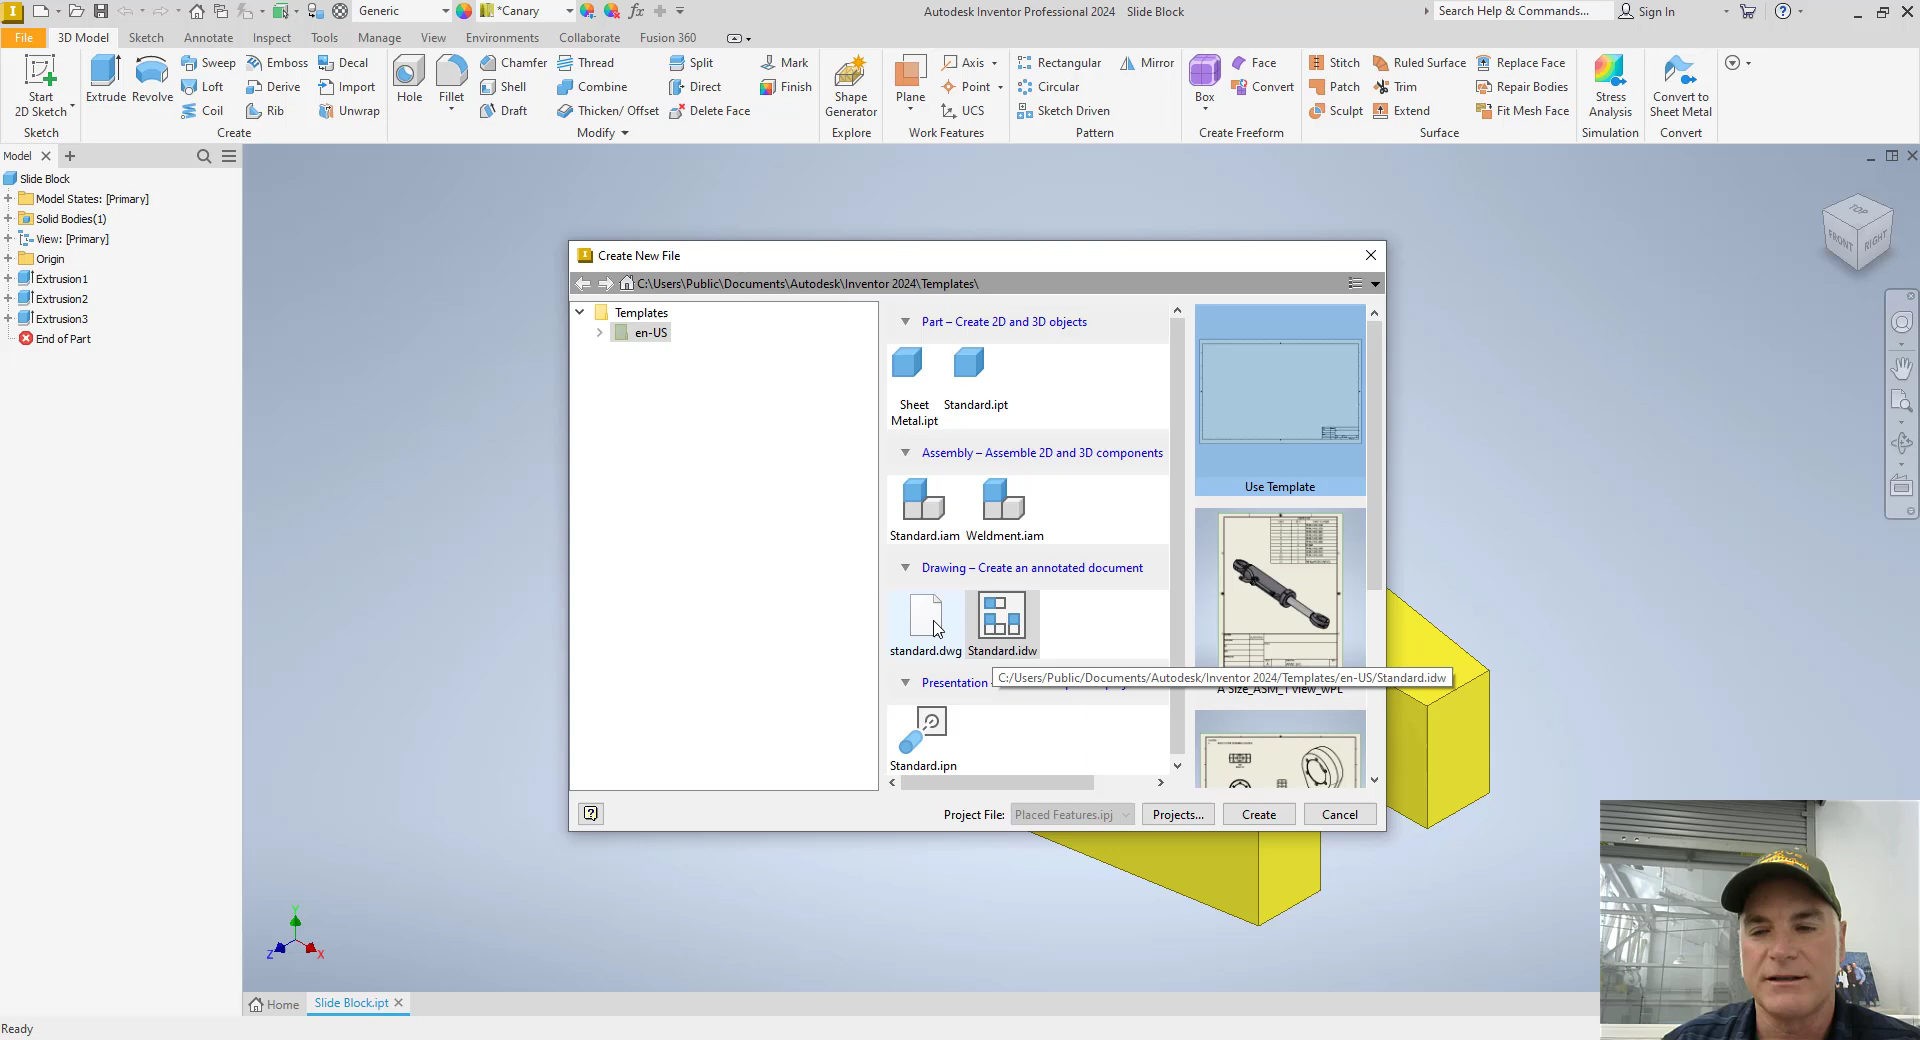 Generic
*Canary
fx
Autodesk Inventor Professional 2024   Slide Block
Search Help & Commands...
Sign In
File
3D Model
Sketch
Annotate
Inspect
Tools
Manage
View
Environments
Collaborate
Fusion 360
Start
2D Sketch
Extrude
Revolve
Sweep
Loft
Coil
Emboss
Derive
Rib
Decal
Import
Unwrap
Hole
Fillet
Chamfer
Shell
Draft
Thread
Combine
Thicken/ Offset
Split
Direct
Delete Face
Mark
Finish
Shape
Generator
Plane
Axis
Point
UCS
Rectangular
Circular
Sketch Driven
Mirror
Box
Face
Convert
Stitch
Patch
Sculpt
Ruled Surface
Trim
Extend
Replace Face
Repair Bodies
Fit Mesh Face
Stress
Analysis
Convert to
Sheet Metal
Sketch
Create
Modify
Explore
Work Features
Pattern
Create Freeform
Surface
Simulation
Convert
Model
Slide Block
Model States: [Primary]
Solid Bodies(1)
View: [Primary]
Origin
Extrusion1
Extrusion2
Extrusion3
End of Part
TOP
FRONT
RIGHT
Create New File
C:\Users\Public\Documents\Autodesk\Inventor 2024\Templates\
Templates
en-US
Part – Create 2D and 3D objects
Sheet
Metal.ipt
Standard.ipt
Assembly – Assemble 2D and 3D components
Standard.iam
Weldment.iam
Drawing – Create an annotated document
standard.dwg
Standard.idw
Presentation
C:/Users/Public/Documents/Autodesk/Inventor 2024/Templates/en-US/Standard.idw
Standard.ipn
Use Template
A Size_ASM_1 View_wPL
Project File:
Placed Features.ipj
Projects...
Create
Cancel
Y
Z
X
Home
Slide Block.ipt
Ready